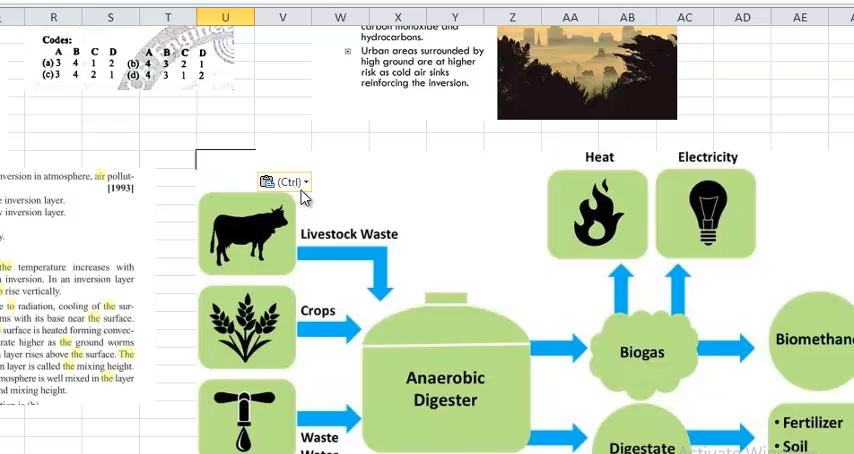 R S T U V W X Y Z AA AB AC AD AE
Codes:
A B C D A B C D
(a) 3 4 1 2 (b) 4 3 2 1
(c) 3 4 2 1 (d) 4 3 1 2
carbon monoxide and
hydrocarbons.
Urban areas surrounded by
high ground are at higher
risk as cold air sinks
reinforcing the inversion.
nversion in atmosphere, air pollut-
[1993]
e inversion layer.
y inversion layer.
y.
the temperature increases with
n inversion. In an inversion layer
o rise vertically.
e to radiation, cooling of the sur-
ms with its base near the surface.
surface is heated forming convec-
rate higher as the ground worms
layer rises above the surface. The
n layer is called the mixing height.
mosphere is well mixed in the layer
nd mixing height.
(Ctrl)
Heat
Electricity
Livestock Waste
Crops
Waste
Water
Anaerobic
Digester
Biogas
Biomethan
Digestate
• Fertilizer
• Soil